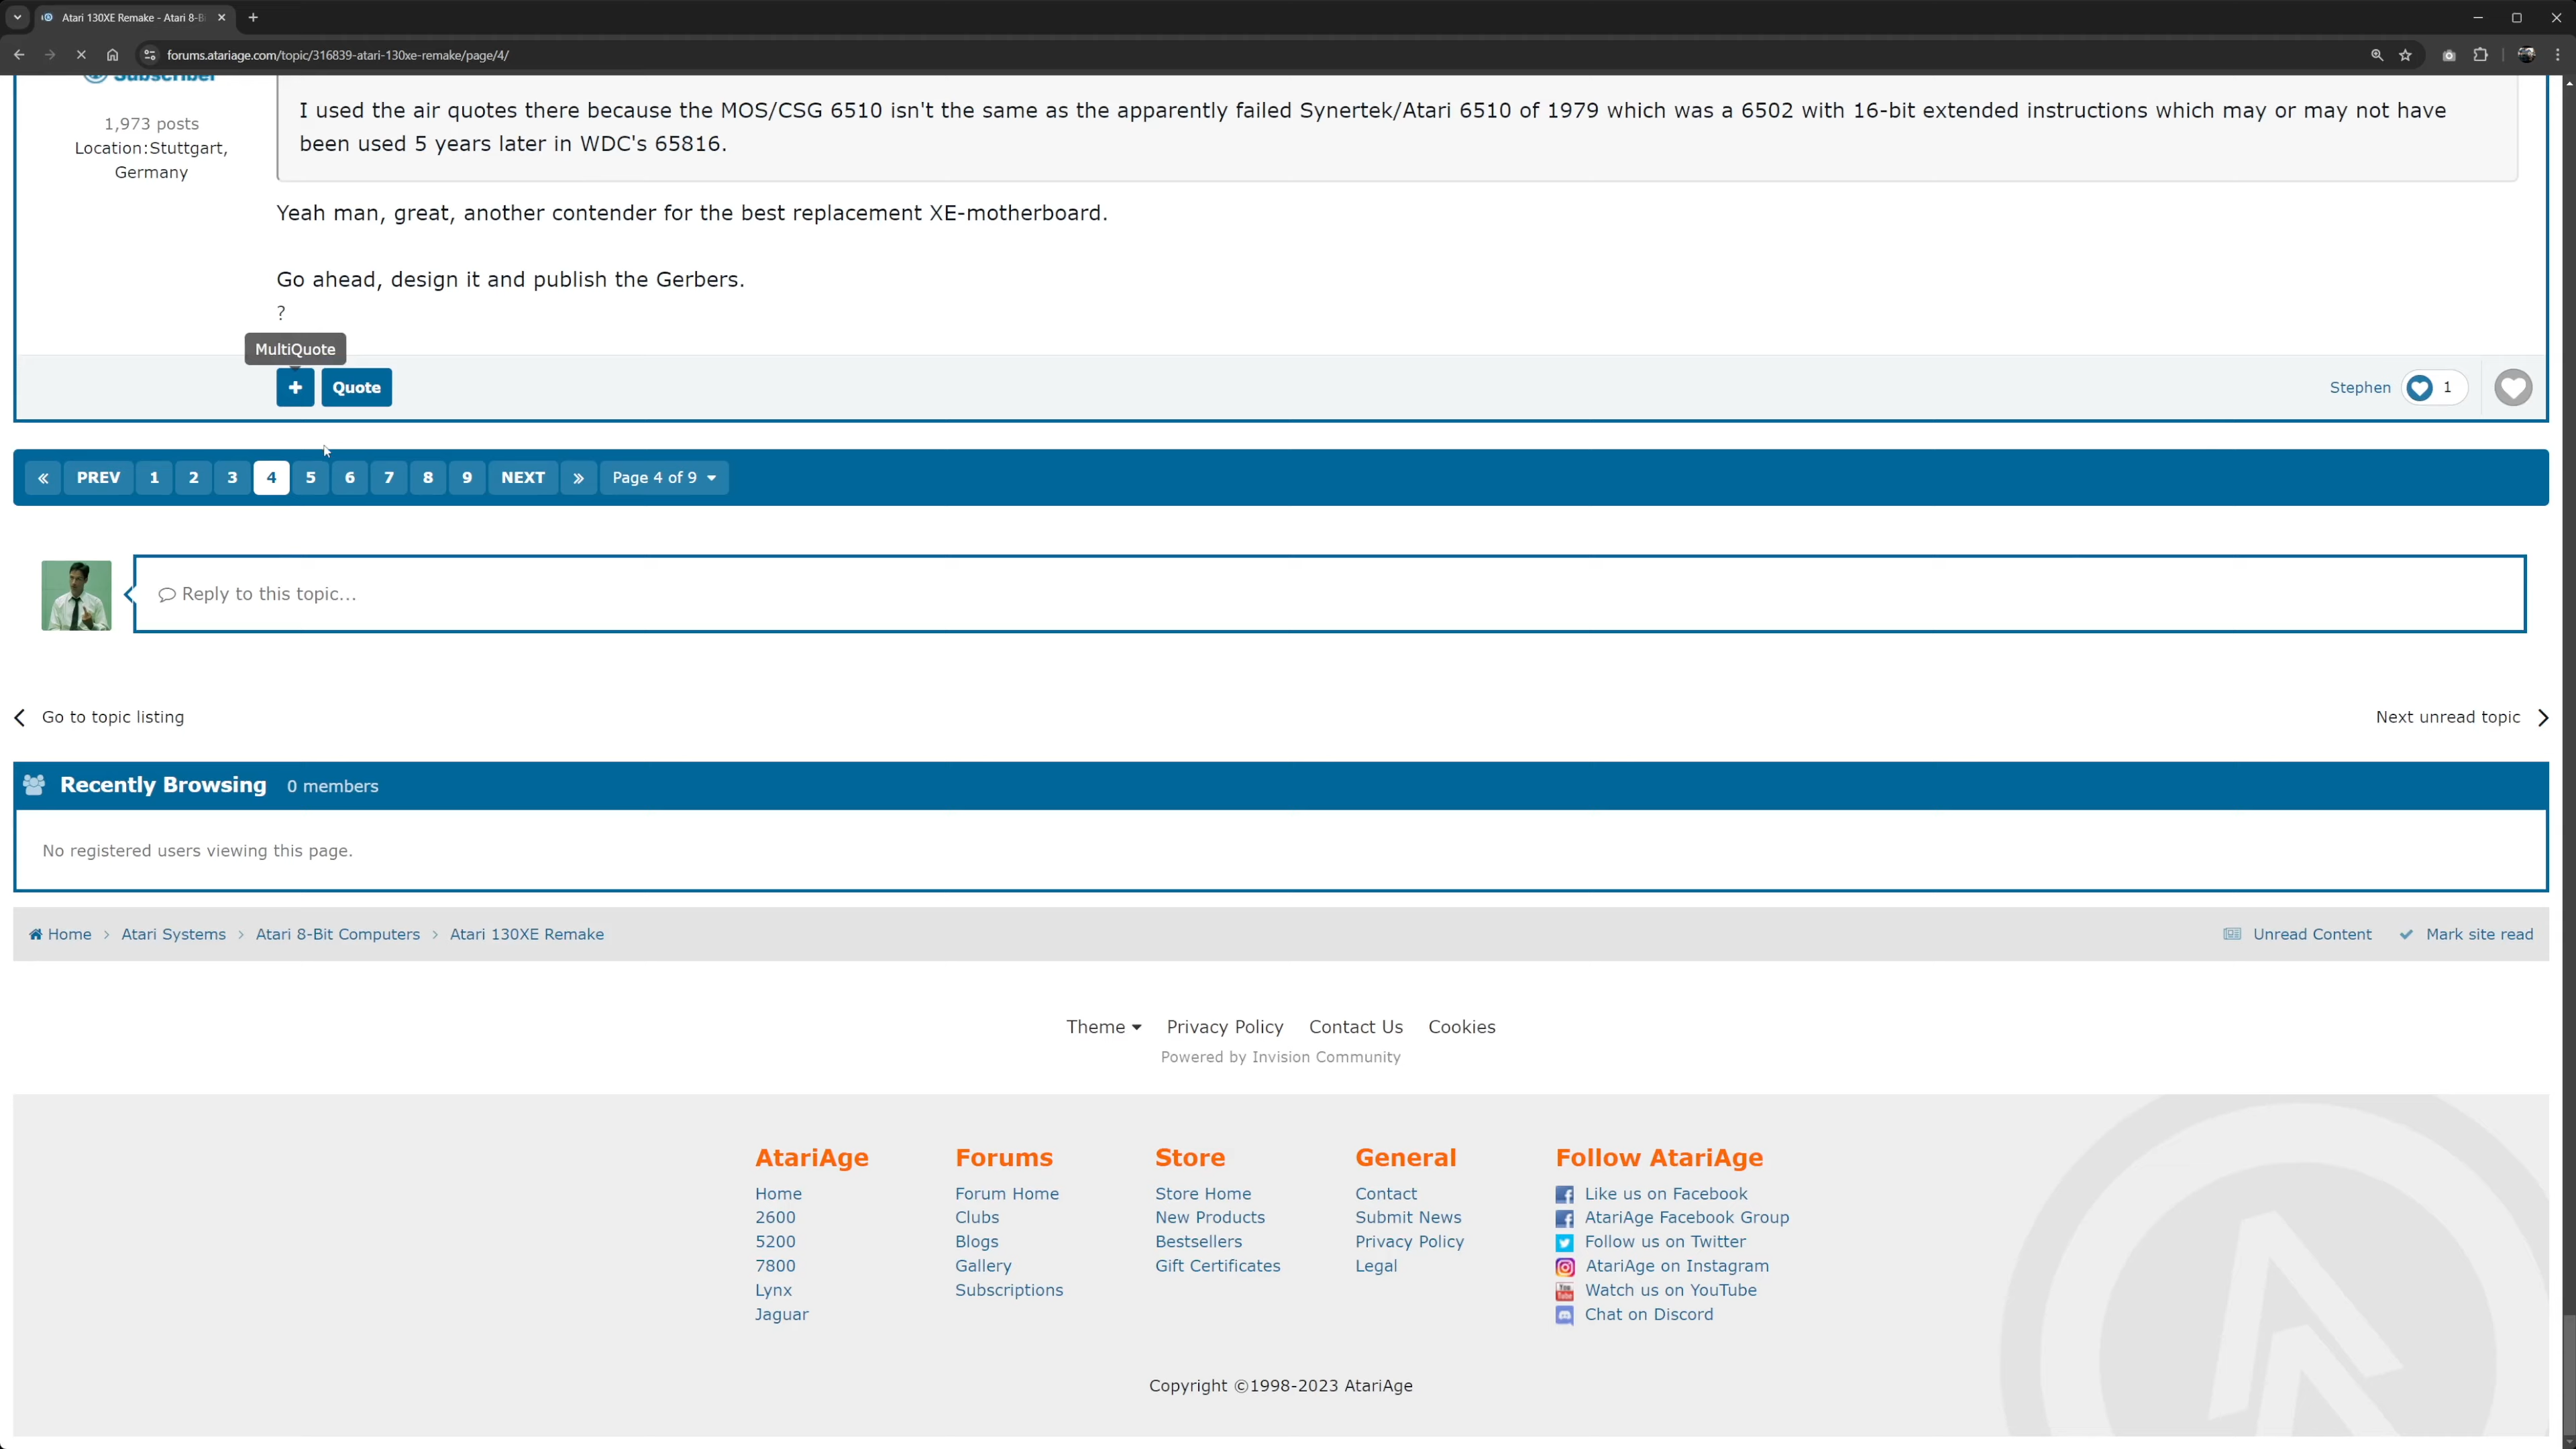 Atari 130XE Remake - Atari 8-B
forums.atariage.com/topic/316839-atari-130xe-remake/page/4/
Subscriber
1,973 posts
Location:Stuttgart,
Germany
I used the air quotes there because the MOS/CSG 6510 isn't the same as the apparently failed Synertek/Atari 6510 of 1979 which was a 6502 with 16-bit extended instructions which may or may not have
been used 5 years later in WDC's 65816.
Yeah man, great, another contender for the best replacement XE-motherboard.
Go ahead, design it and publish the Gerbers.
?
MultiQuote
+ Quote
Stephen 1
« PREV 1 2 3 4 5 6 7 8 9 NEXT » Page 4 of 9
Reply to this topic...
Go to topic listing
Next unread topic
Recently Browsing 0 members
No registered users viewing this page.
Home > Atari Systems > Atari 8-Bit Computers > Atari 130XE Remake
Unread Content Mark site read
Theme Privacy Policy Contact Us Cookies
Powered by Invision Community
AtariAge
Home
2600
5200
7800
Lynx
Jaguar
Forums
Forum Home
Clubs
Blogs
Gallery
Subscriptions
Store
Store Home
New Products
Bestsellers
Gift Certificates
General
Contact
Submit News
Privacy Policy
Legal
Follow AtariAge
Like us on Facebook
AtariAge Facebook Group
Follow us on Twitter
AtariAge on Instagram
Watch us on YouTube
Chat on Discord
Copyright ©1998-2023 AtariAge